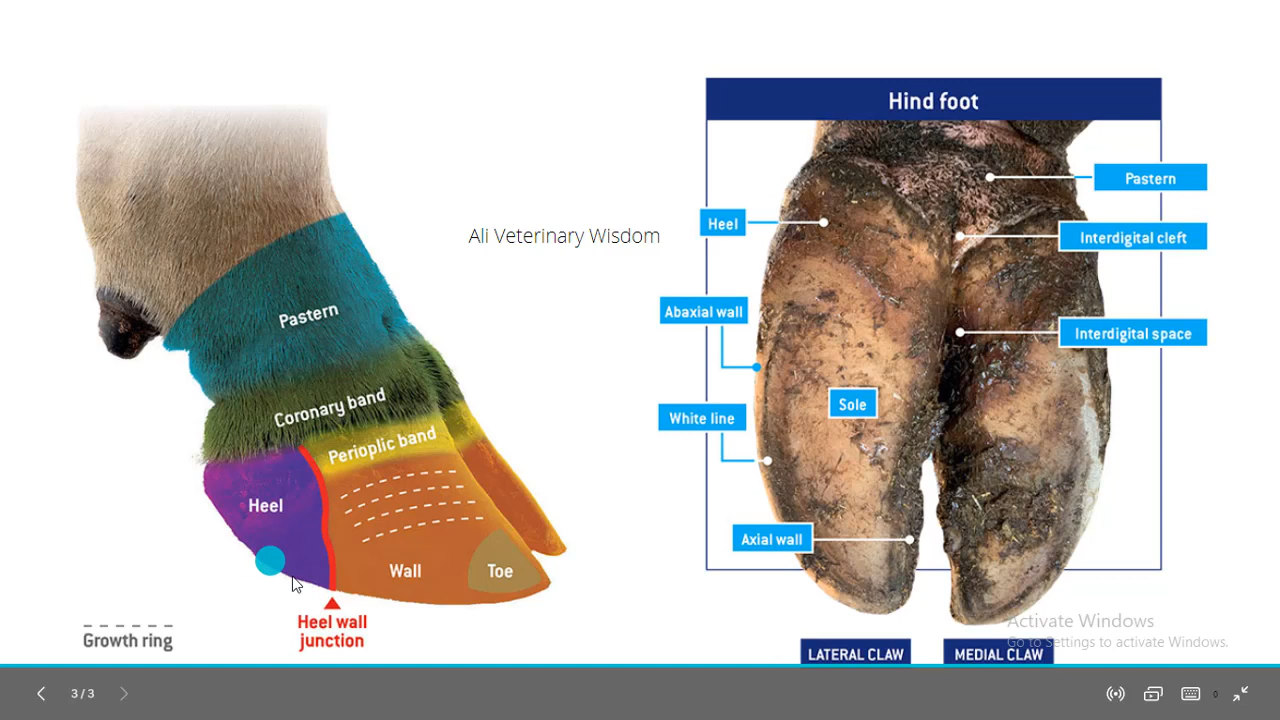 Hind foot
Pastern
Heel
Interdigital cleft
Ali Veterinary Wisdom
Abaxial wall
Interdigital space
Pastern
Sole
White line
Coronary band
Perioplic band
Heel
Axial wall
Wall
Toe
Heel wall
junction
Growth ring
LATERAL CLAW
MEDIAL CLAW
Activate Windows
Go to Settings to activate Windows.
3/3
0